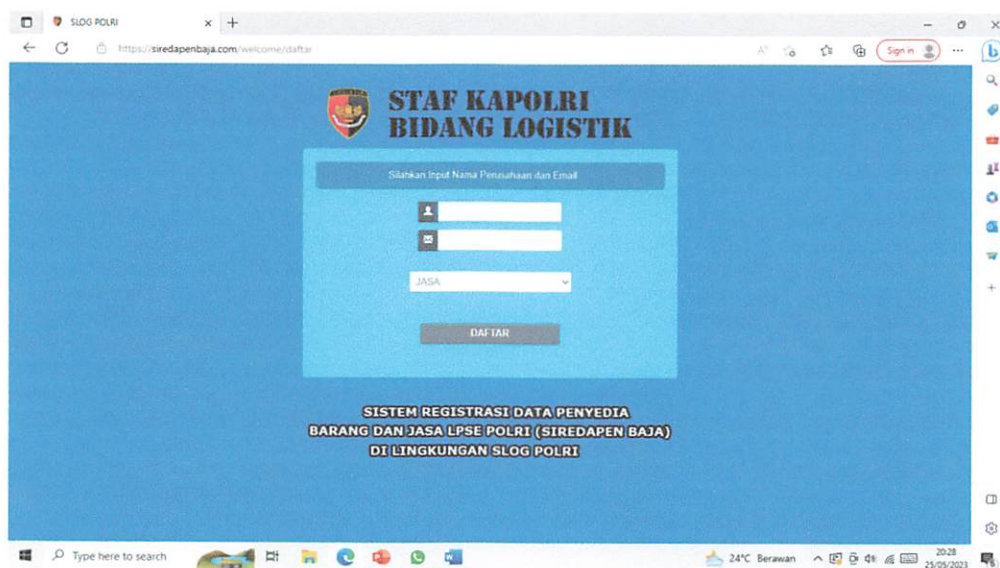 SLOG POLRI
https://siredapenbaja.com/welcome/daftar
Sign in
STAF KAPOLRI
BIDANG LOGISTIK
Silahkan Input Nama Perusahaan dan Email
JASA
DAFTAR
SISTEM REGISTRASI DATA PENYEDIA
BARANG DAN JASA LPSE POLRI (SIREDAPEN BAJA)
DI LINGKUNGAN SLOG POLRI
Type here to search
24°C Berawan
20:28
25/05/2023